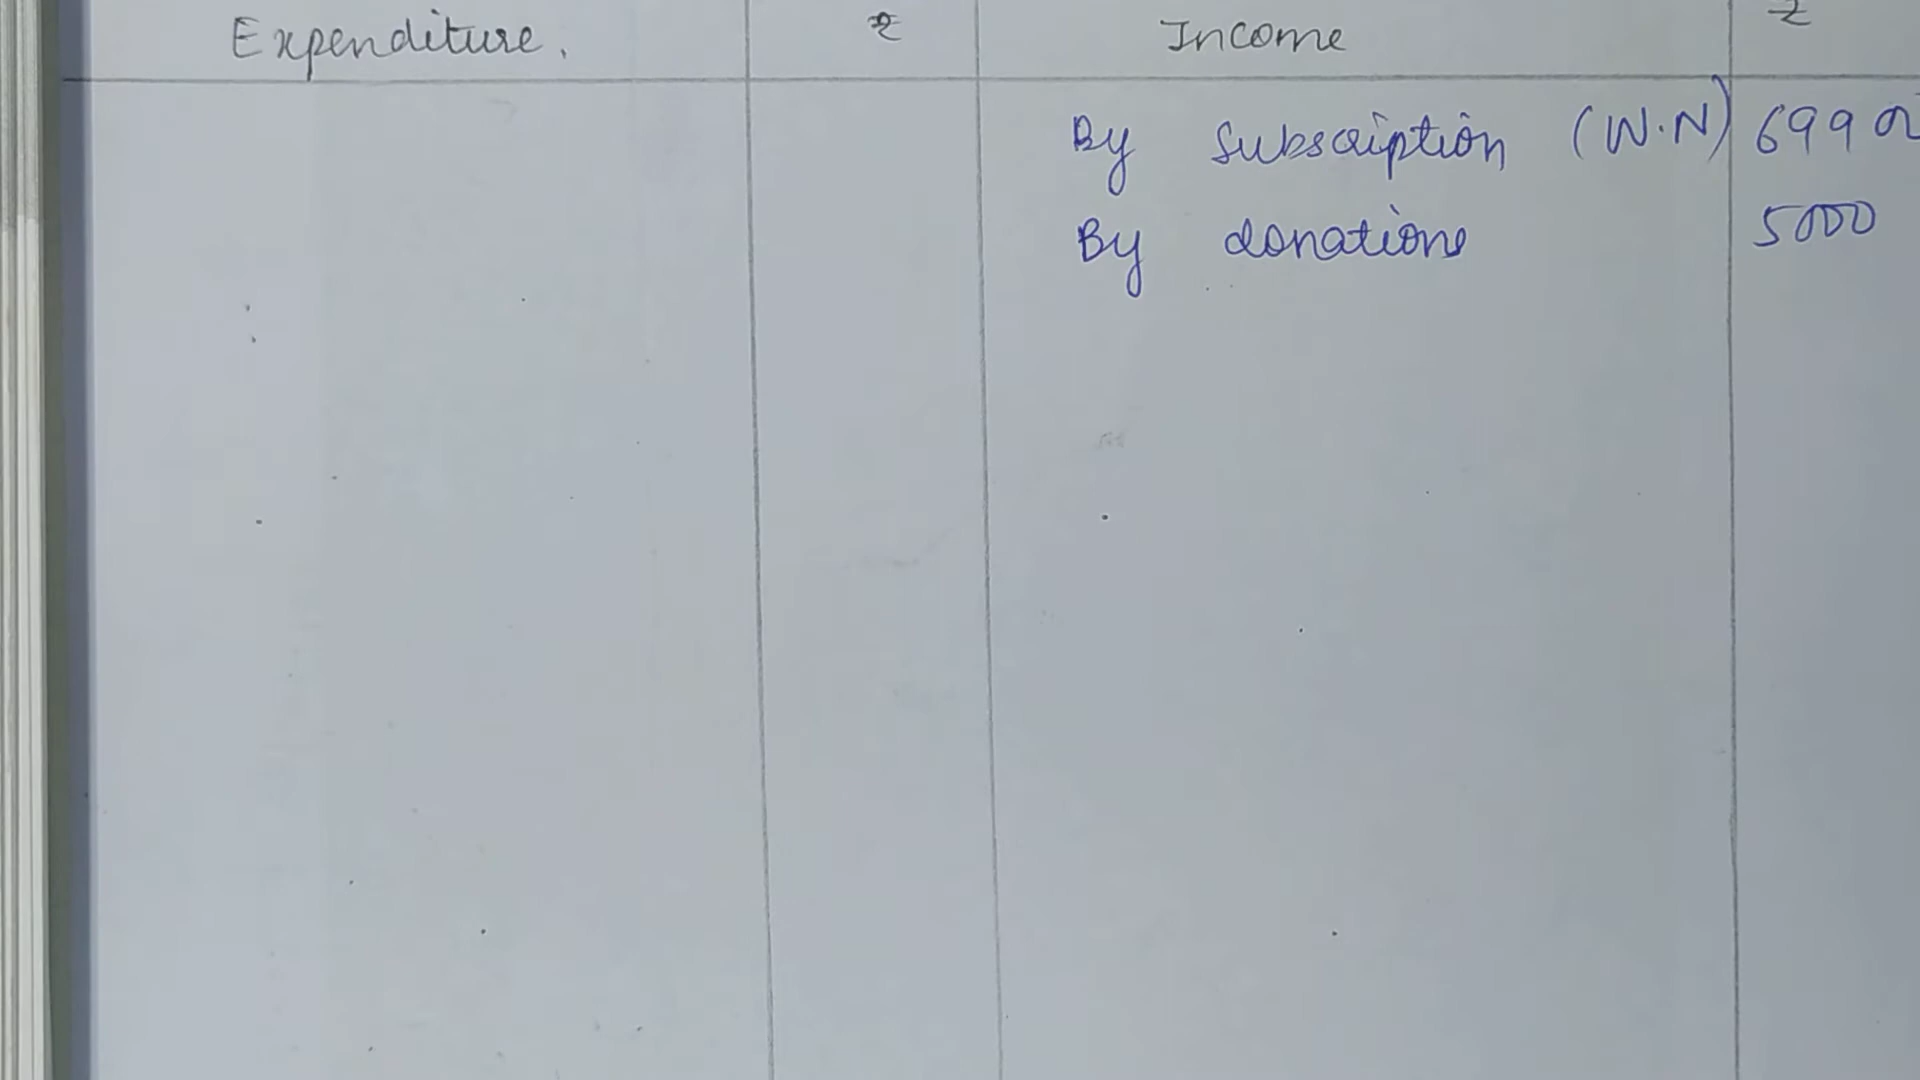 Expenditure. ₹ Income ₹
By Subscription (W.N)
By donations 5000